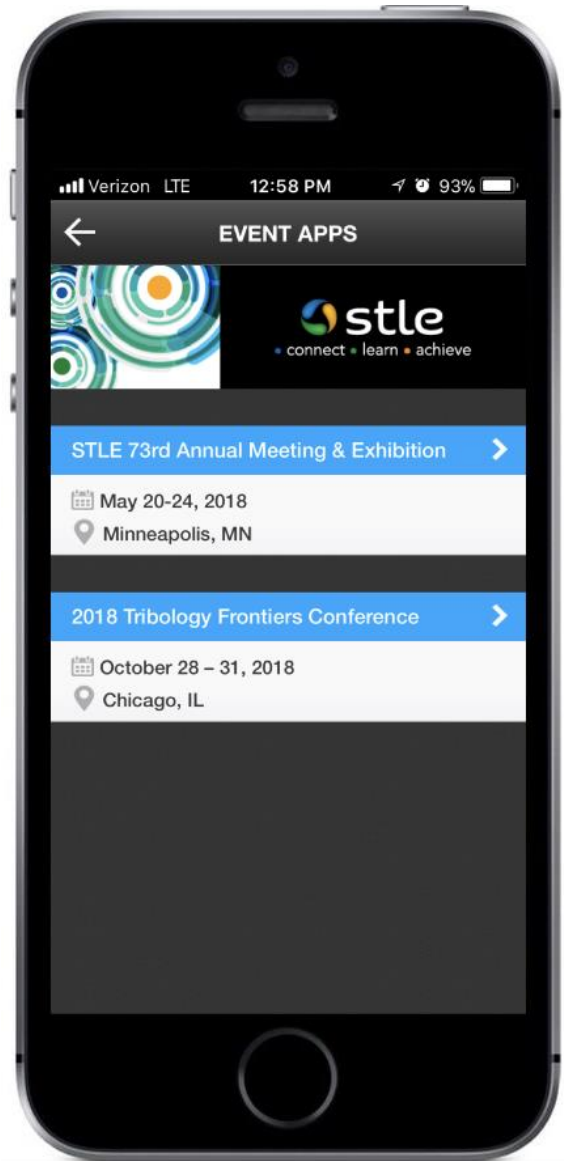 Verizon LTE 12:58 PM 93%
EVENT APPS
stle
• connect • learn • achieve
STLE 73rd Annual Meeting & Exhibition
May 20-24, 2018
Minneapolis, MN
2018 Tribology Frontiers Conference
October 28 – 31, 2018
Chicago, IL